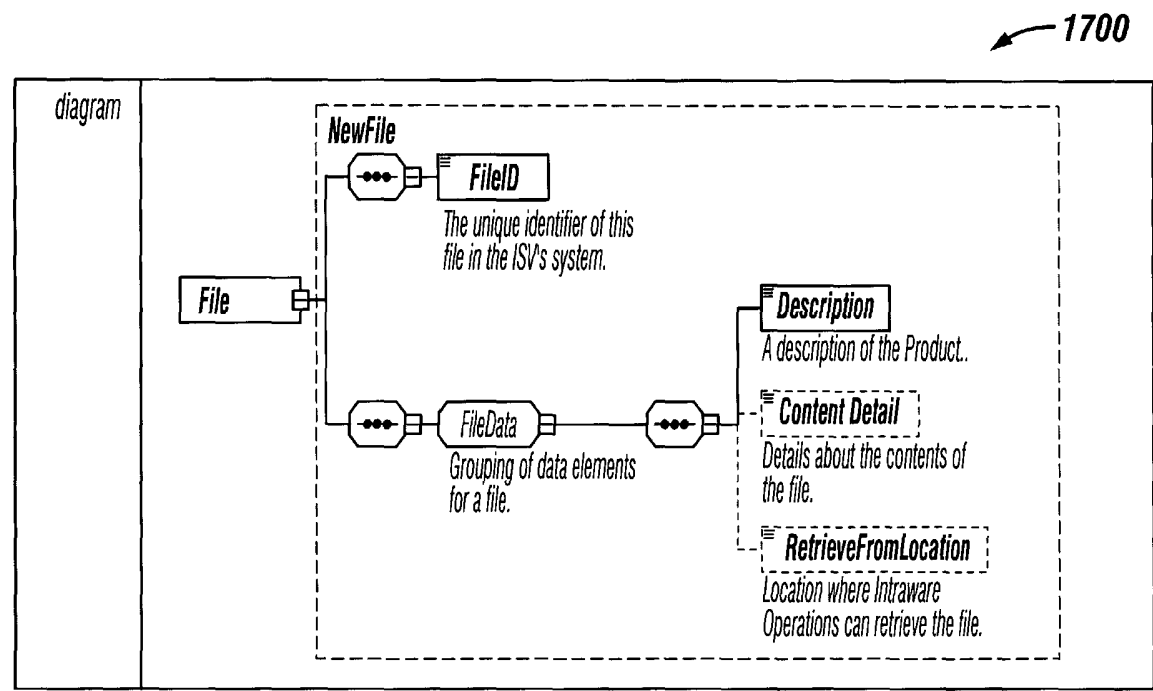 1700
diagram
NewFile
FileID
The unique identifier of this
file in the ISV's system.
File
Description
A description of the Product..
FileData
Grouping of data elements
for a file.
Content Detail
Details about the contents of
the file.
RetrieveFromLocation
Location where Intraware
Operations can retrieve the file.